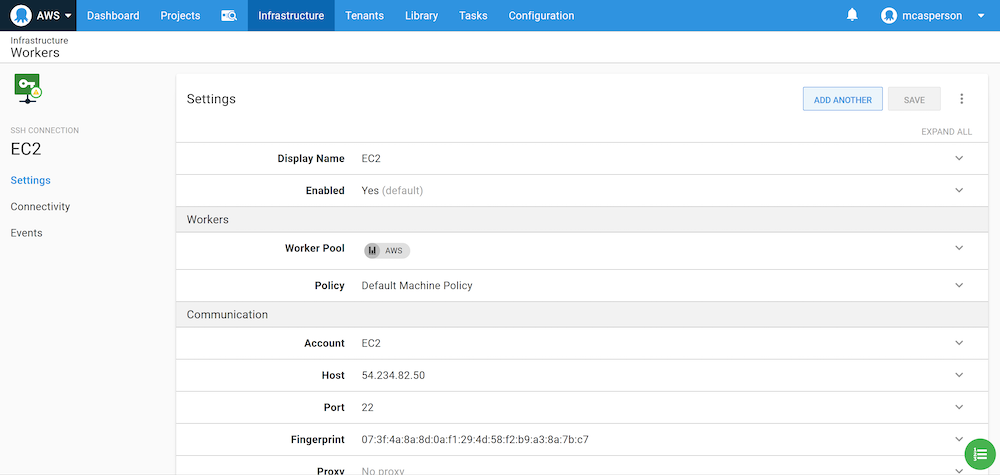 AWS Dashboard Projects Infrastructure Tenants Library Tasks Configuration mcasperson
Infrastructure
Workers
SSH CONNECTION
EC2
Settings
Connectivity
Events
Settings ADD ANOTHER SAVE
EXPAND ALL
Display Name EC2
Enabled Yes (default)
Workers
Worker Pool AWS
Policy Default Machine Policy
Communication
Account EC2
Host 54.234.82.50
Port 22
Fingerprint 07:3f:4a:8a:8d:0a:f1:29:4d:58:f2:b9:a3:8a:7b:c7
Proxy No proxy